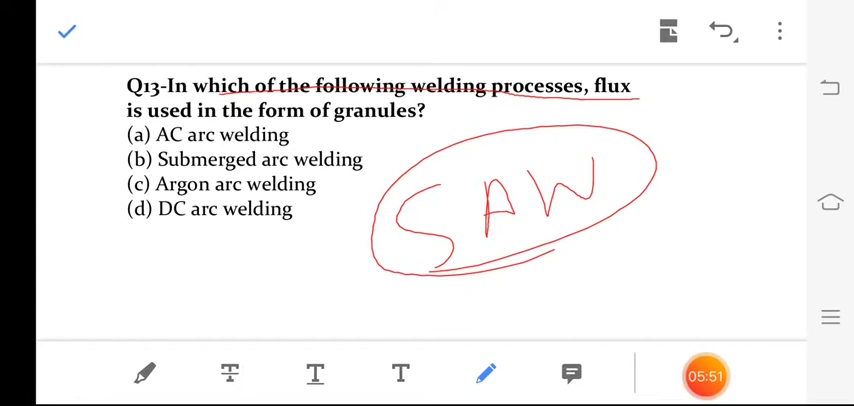 Q13-In which of the following welding processes, flux
is used in the form of granules?
(a) AC arc welding
(b) Submerged arc welding
(c) Argon arc welding
(d) DC arc welding
SAW
T T T
05:51